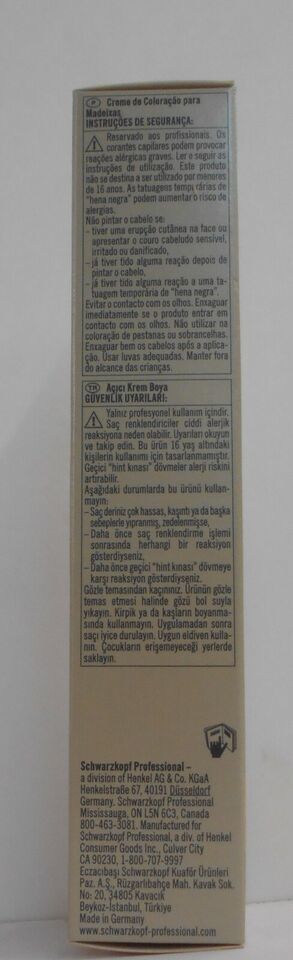 P Creme de Coloração para
Madeixas
INSTRUÇÕES DE SEGURANÇA:
Reservado aos profissionais. Os
corantes capilares podem provocar
reações alérgicas graves. Ler e seguir as
instruções de utilização. Este produto
não se destina a ser utilizado por menores
de 16 anos. As tatuagens temporárias de
"hena negra" podem aumentar o risco de
alergias.
Não pintar o cabelo se:
– tiver uma erupção cutânea na face ou
apresentar o couro cabeludo sensível,
irritado ou danificado,
– já tiver tido alguma reação depois de
pintar o cabelo,
– já tiver tido alguma reação a uma ta-
tuagem temporária de "hena negra".
Evitar o contacto com os olhos. Enxaguar
imediatamente se o produto entrar em
contacto com os olhos. Não utilizar na
coloração de pestanas ou sobrancelhas.
Enxaguar bem os cabelos após a aplica-
ção. Usar luvas adequadas. Manter fora
do alcance das crianças.
TR Açıcı Krem Boya
GÜVENLİK UYARILARI:
Yalnız profesyonel kullanım içindir.
Saç renklendiriciler ciddi alerjik
reaksiyona neden olabilir. Uyarıları okuyun
ve takip edin. Bu ürün 16 yaş altındaki
kişilerin kullanımı için tasarlanmamıştır.
Geçici "hint kınası" dövmeler alerji riskini
artırabilir.
Aşağıdaki durumlarda bu ürünü kullan-
mayın:
– Saç deriniz çok hassas, kaşıntı ya da başka
sebeplerle yıpranmış, zedelenmişse,
– Daha önce saç renklendirme işlemi
sonrasında herhangi bir reaksiyon
gösterdiyseniz,
– Daha önce geçici "hint kınası" dövmeye
karşı reaksiyon gösterdiyseniz.
Gözle temasından kaçınınız. Ürünün gözle
temas etmesi halinde gözü bol suyla
yıkayın. Kirpik ya da kaşların boyanma-
sında kullanmayın. Uygulamadan sonra
saçı iyice durulayın. Uygun eldiven kulla-
nın. Çocukların erişemeyeceği yerlerde
saklayın.
Schwarzkopf Professional –
a division of Henkel AG & Co. KGaA
Henkelstraße 67, 40191 Düsseldorf
Germany. Schwarzkopf Professional
Mississauga, ON L5N 6C3, Canada
800-463-3081. Manufactured for
Schwarzkopf Professional, a div. of Henkel
Consumer Goods Inc., Culver City
CA 90230, 1-800-707-9997
Eczacıbaşı Schwarzkopf Kuaför Ürünleri
Paz. A.Ş., Rüzgarlıbahçe Mah. Kavak Sok.
No: 20, 34805 Kavacık
Beykoz-İstanbul, Türkiye
Made in Germany
www.schwarzkopf-professional.com